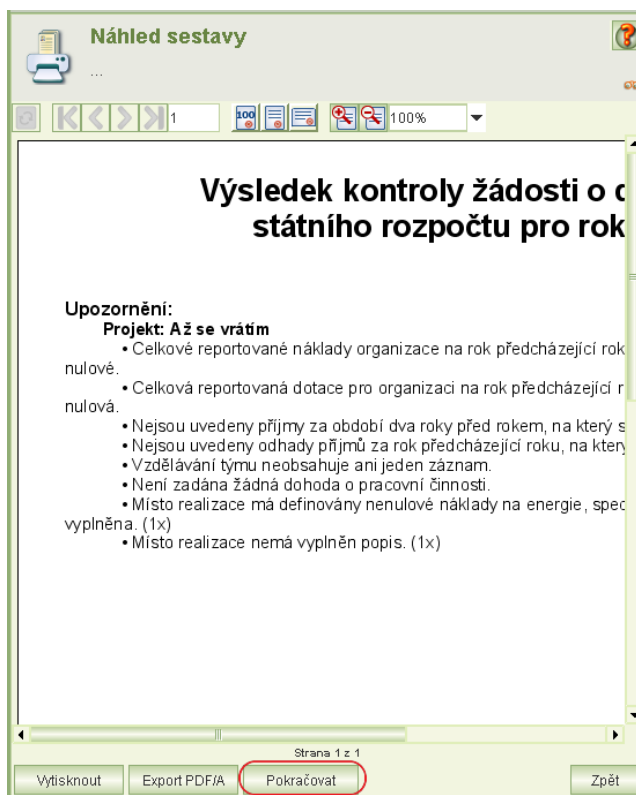 Náhled sestavy
...
1
100
100%
Výsledek kontroly žádosti o
státního rozpočtu pro rok
Upozornění:
Projekt: Až se vrátím
• Celkové reportované náklady organizace na rok předcházející rok
nulové.
• Celková reportovaná dotace pro organizaci na rok předcházející r
nulová.
• Nejsou uvedeny příjmy za období dva roky před rokem, na který s
• Nejsou uvedeny odhady příjmů za rok předcházející roku, na který
• Vzdělávání týmu neobsahuje ani jeden záznam.
• Není zadána žádná dohoda o pracovní činnosti.
• Místo realizace má definovány nenulové náklady na energie, spec
vyplněna. (1x)
• Místo realizace nemá vyplněn popis. (1x)
Strana 1 z 1
Vytisknout Export PDF/A Pokračovat Zpět